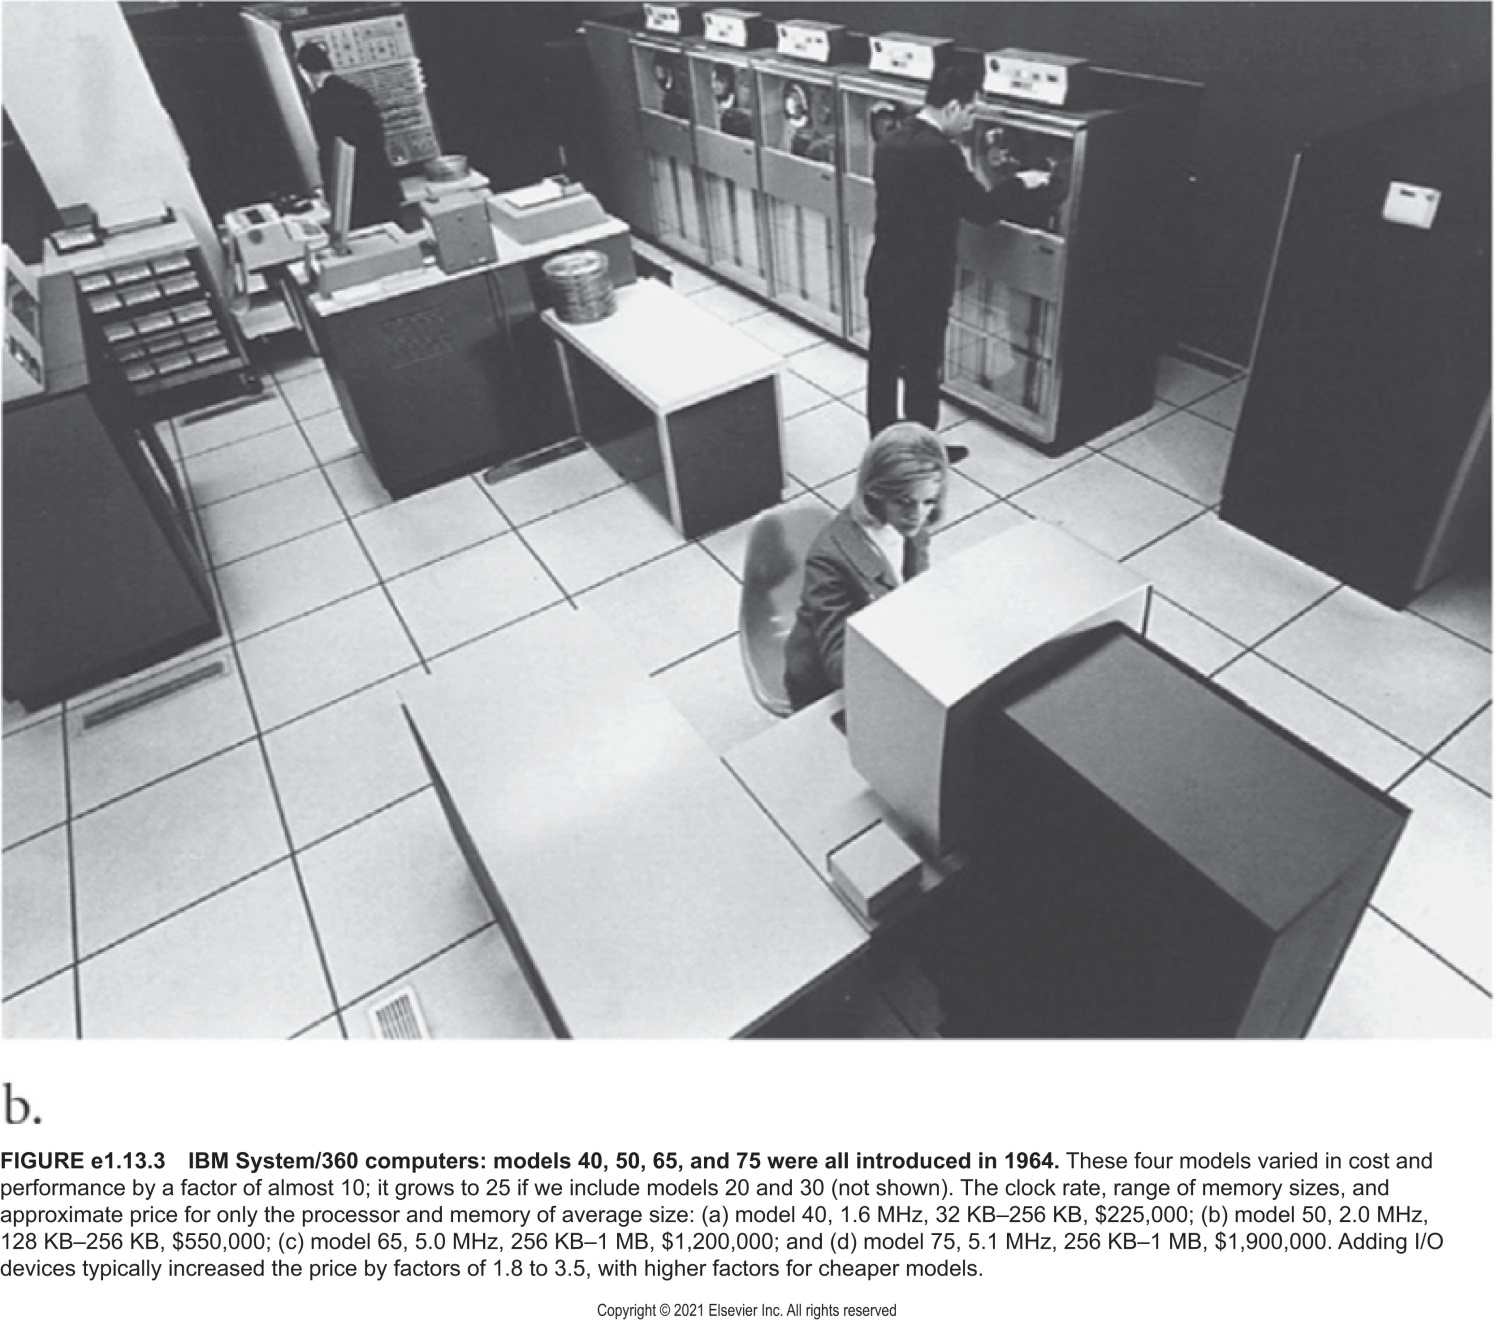 b.
FIGURE e1.13.3 IBM System/360 computers: models 40, 50, 65, and 75 were all introduced in 1964. These four models varied in cost and
performance by a factor of almost 10; it grows to 25 if we include models 20 and 30 (not shown). The clock rate, range of memory sizes, and
approximate price for only the processor and memory of average size: (a) model 40, 1.6 MHz, 32 KB–256 KB, $225,000; (b) model 50, 2.0 MHz,
128 KB–256 KB, $550,000; (c) model 65, 5.0 MHz, 256 KB–1 MB, $1,200,000; and (d) model 75, 5.1 MHz, 256 KB–1 MB, $1,900,000. Adding I/O
devices typically increased the price by factors of 1.8 to 3.5, with higher factors for cheaper models.
Copyright © 2021 Elsevier Inc. All rights reserved